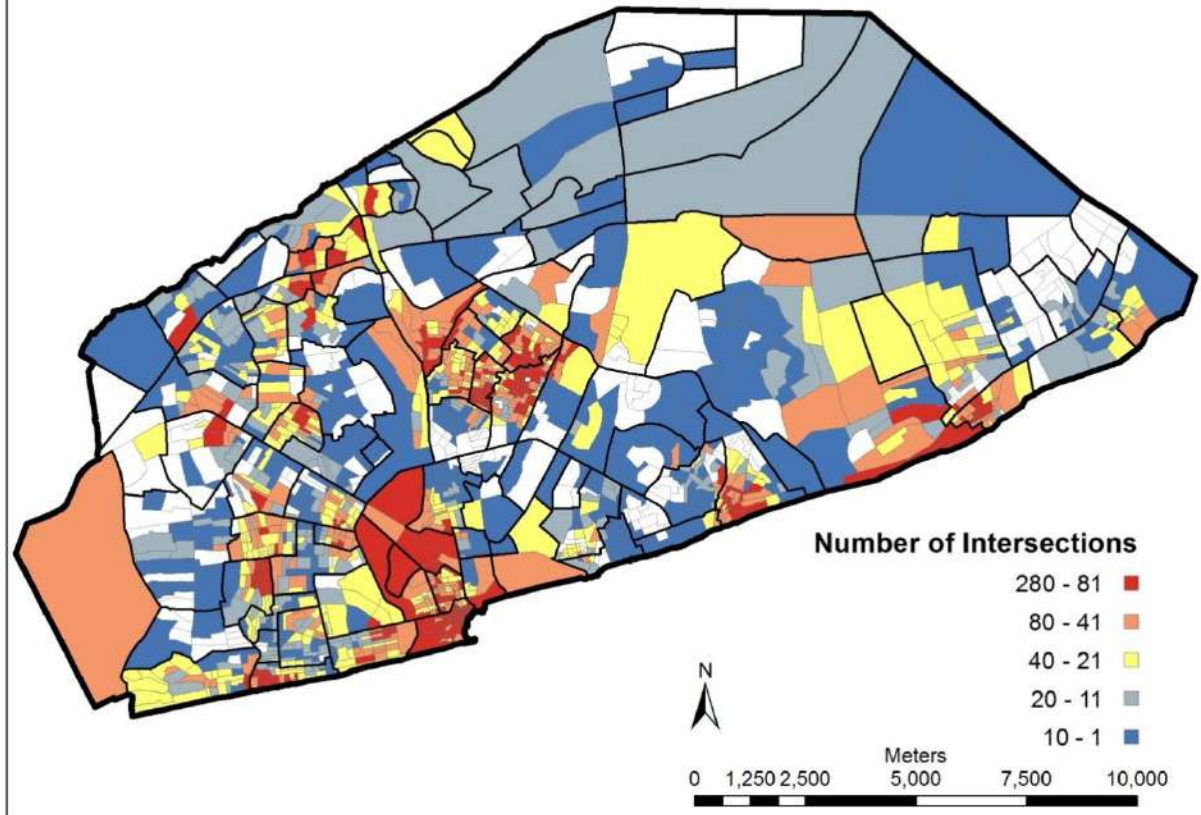 Number of Intersections
280 - 81
80 - 41
40 - 21
20 - 11
10 - 1
N
Meters
0 1,250 2,500 5,000 7,500 10,000